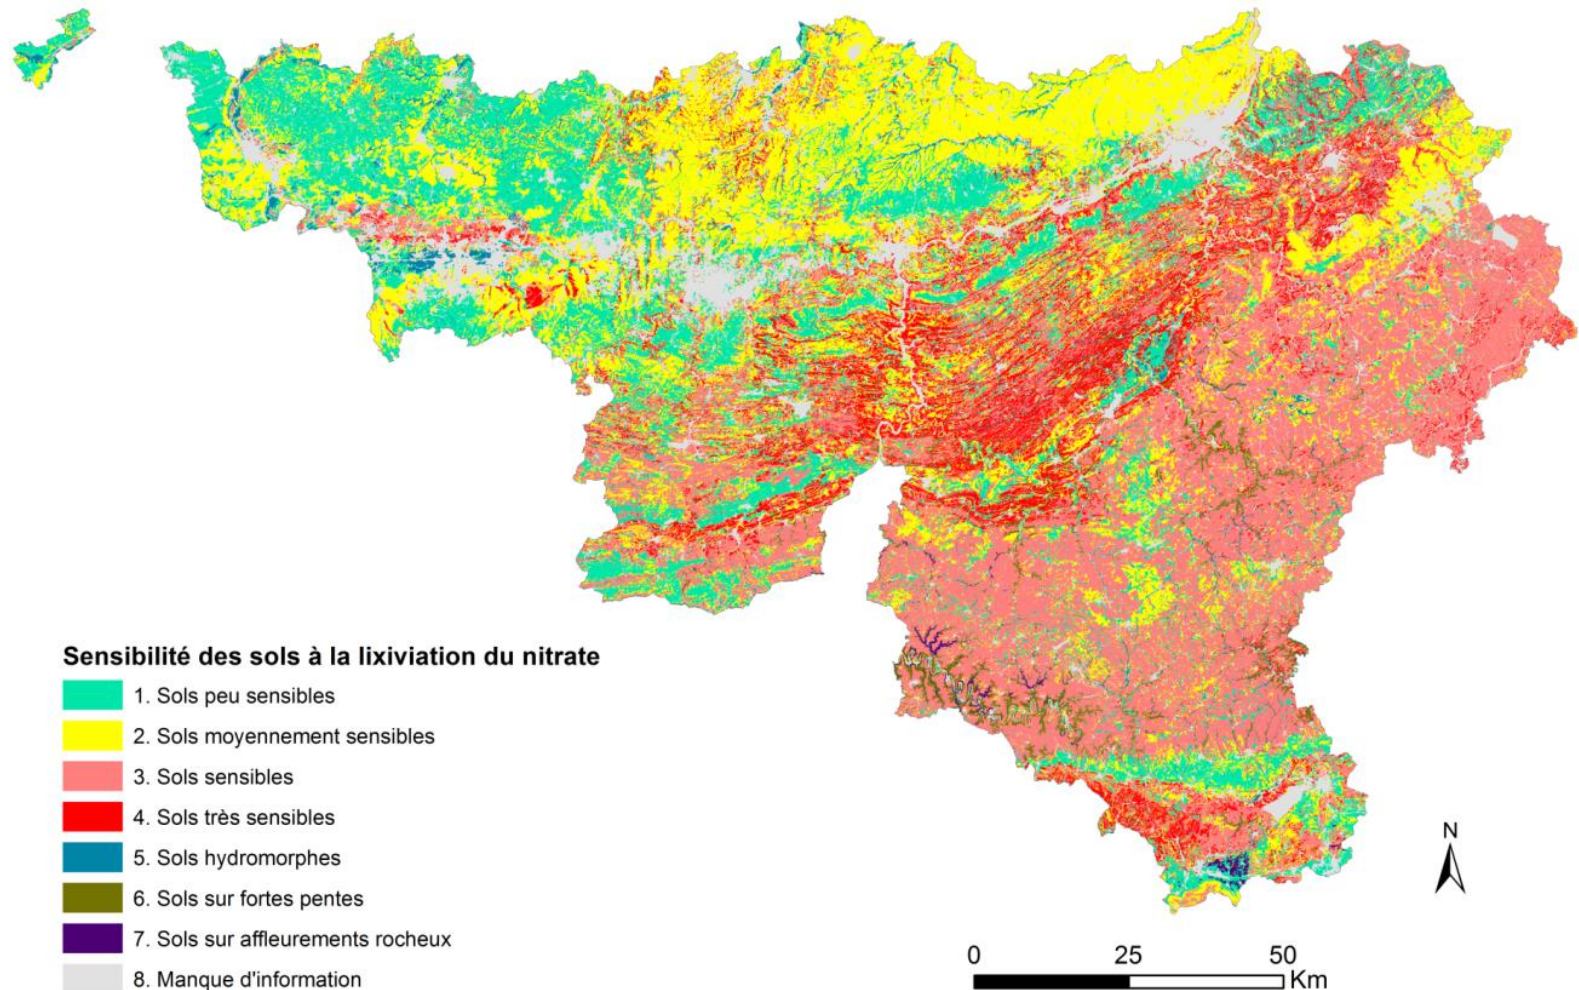 Sensibilité des sols à la lixiviation du nitrate
1. Sols peu sensibles
2. Sols moyennement sensibles
3. Sols sensibles
4. Sols très sensibles
5. Sols hydromorphes
6. Sols sur fortes pentes
7. Sols sur affleurements rocheux
8. Manque d'information
N
0 25 50
Km